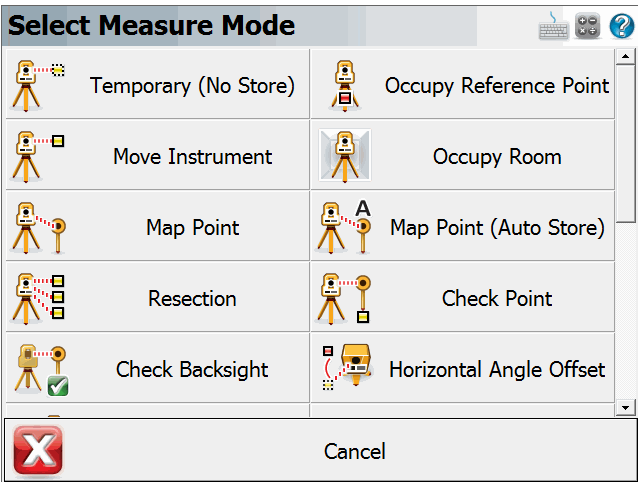 Select Measure Mode
Temporary (No Store)
Occupy Reference Point
Move Instrument
Occupy Room
Map Point
A
Map Point (Auto Store)
Resection
Check Point
Check Backsight
Horizontal Angle Offset
Cancel